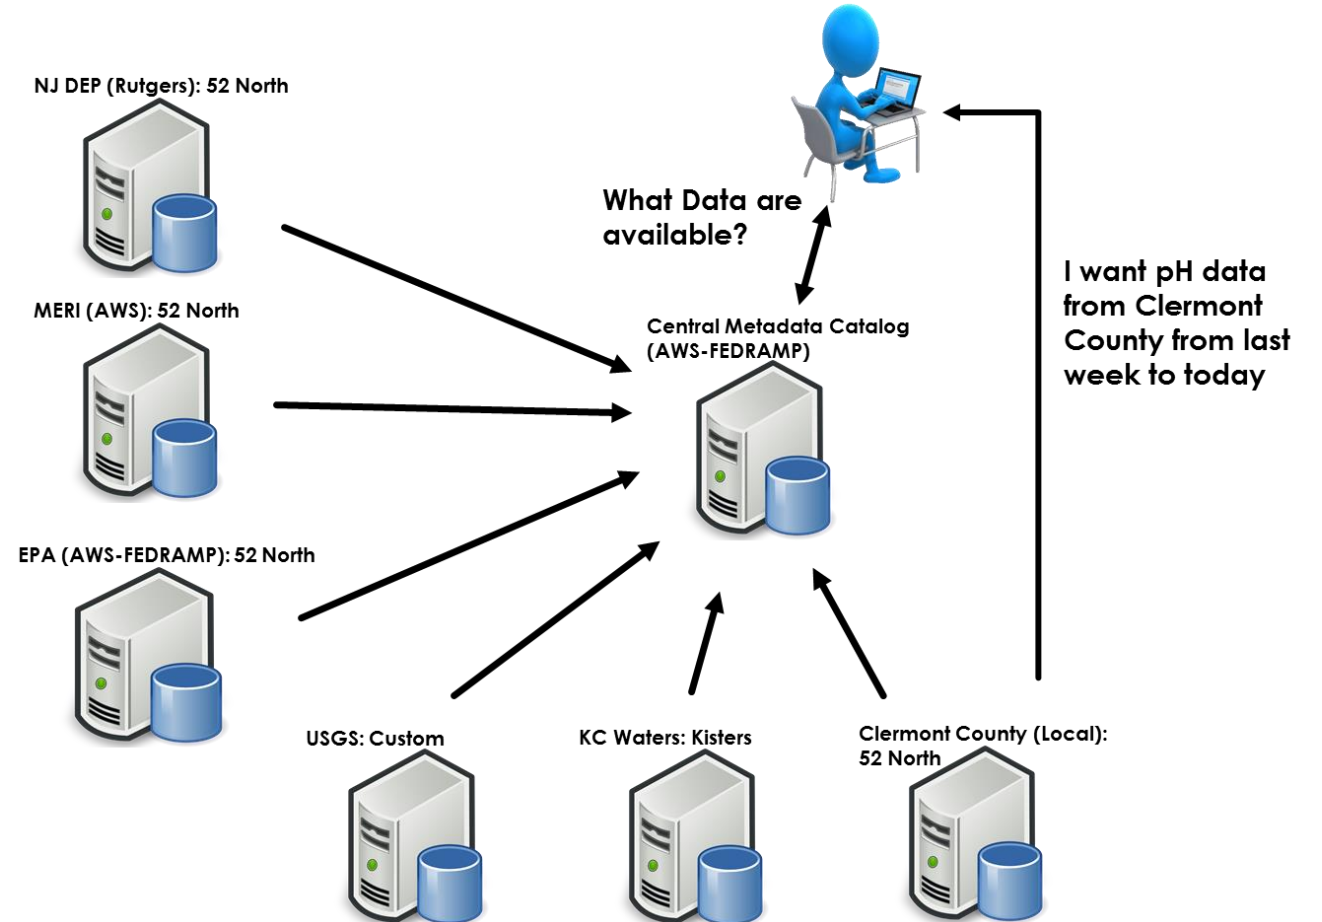 NJ DEP (Rutgers): 52 North
MERI (AWS): 52 North
EPA (AWS-FEDRAMP): 52 North
What Data are
available?
Central Metadata Catalog
(AWS-FEDRAMP)
I want pH data
from Clermont
County from last
week to today
USGS: Custom
KC Waters: Kisters
Clermont County (Local):
52 North